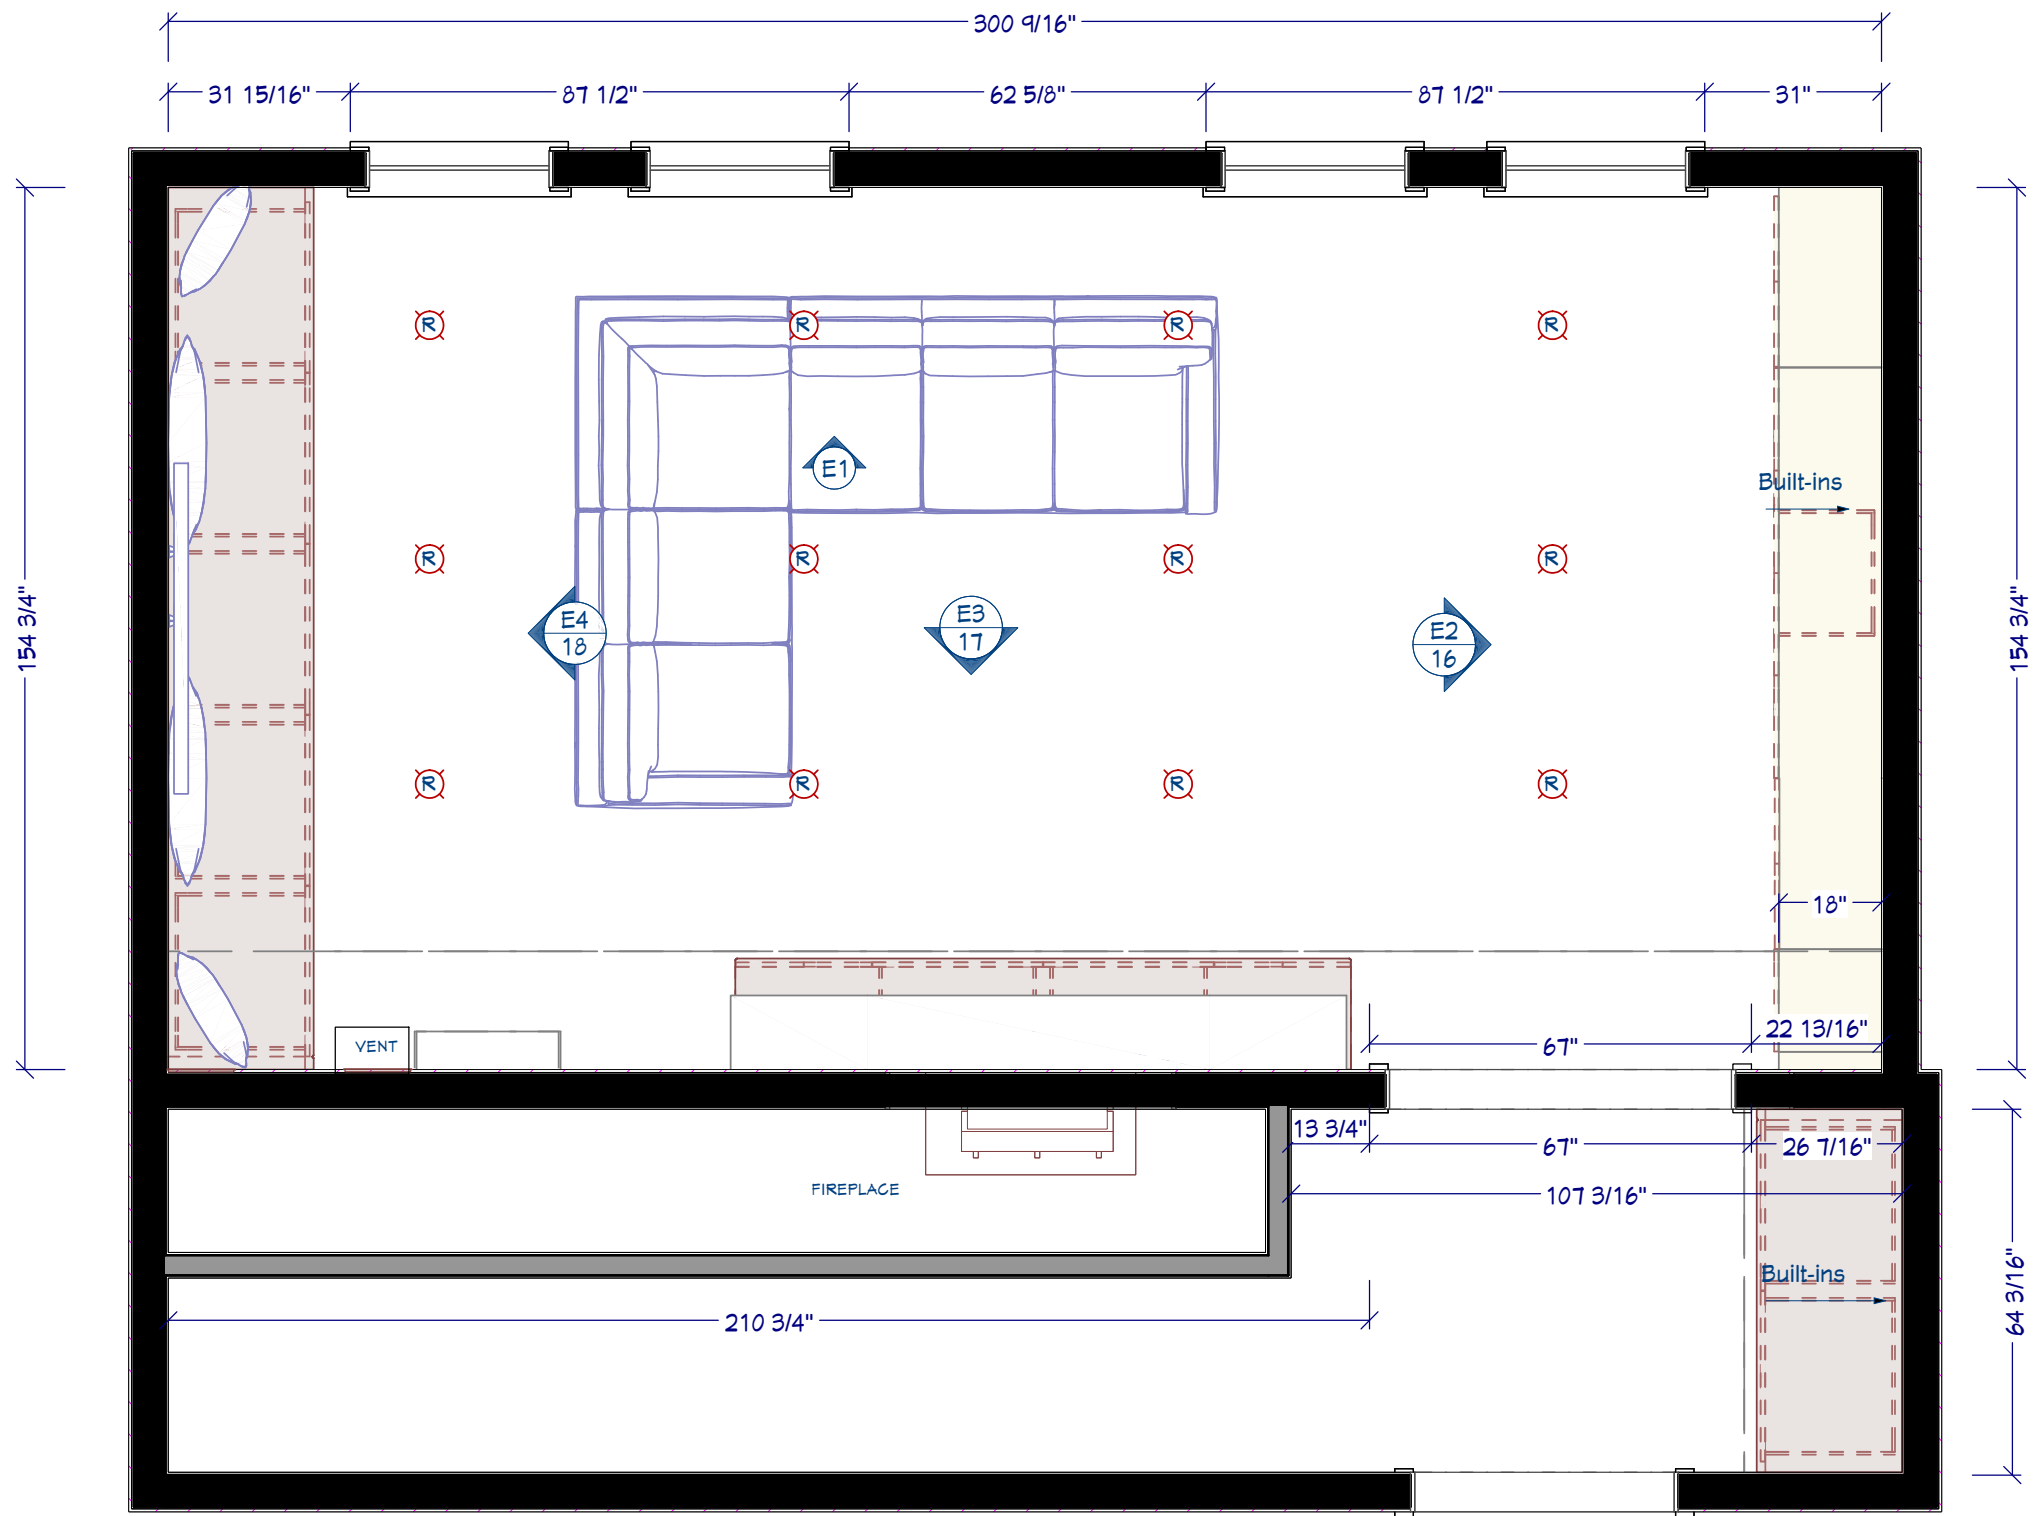 300 9/16"
31 15/16"
87 1/2"
62 5/8"
87 1/2"
31"
R
R
R
R
E1
Built-ins
R
R
R
R
154 3/4"
E4
18
E3
17
E2
16
154 3/4"
R
R
R
R
18"
22 13/16"
VENT
67"
13 3/4"
67"
26 7/16"
FIREPLACE
107 3/16"
Built-ins
64 3/16"
210 3/4"